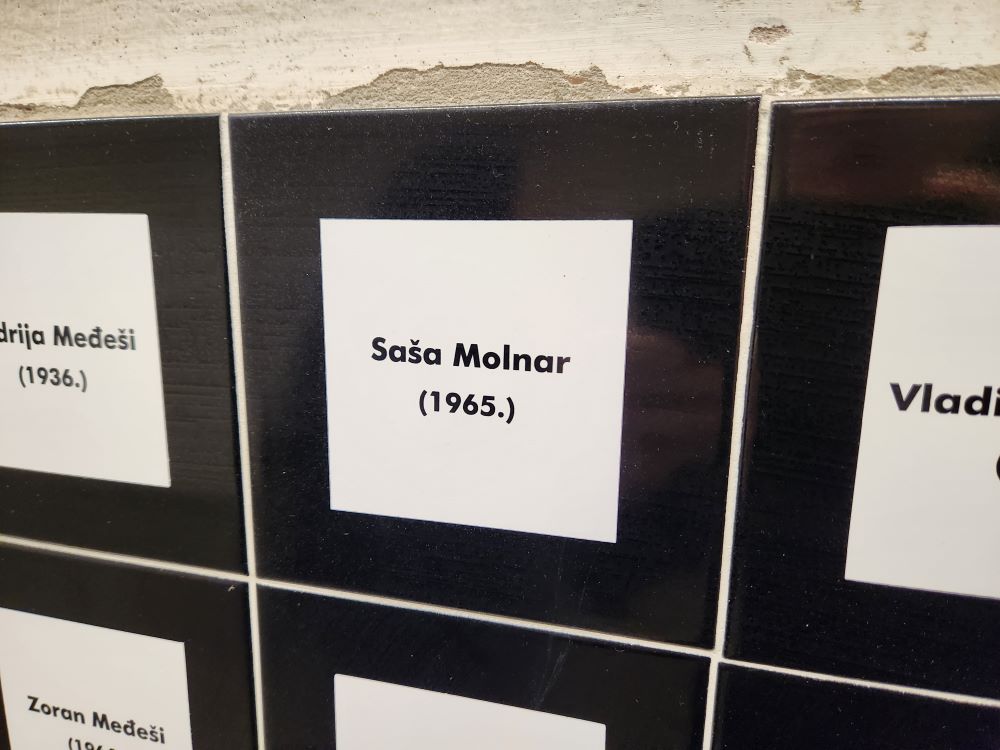 drija Međeši
(1936.)
Saša Molnar
(1965.)
Vladi
Zoran Međeši